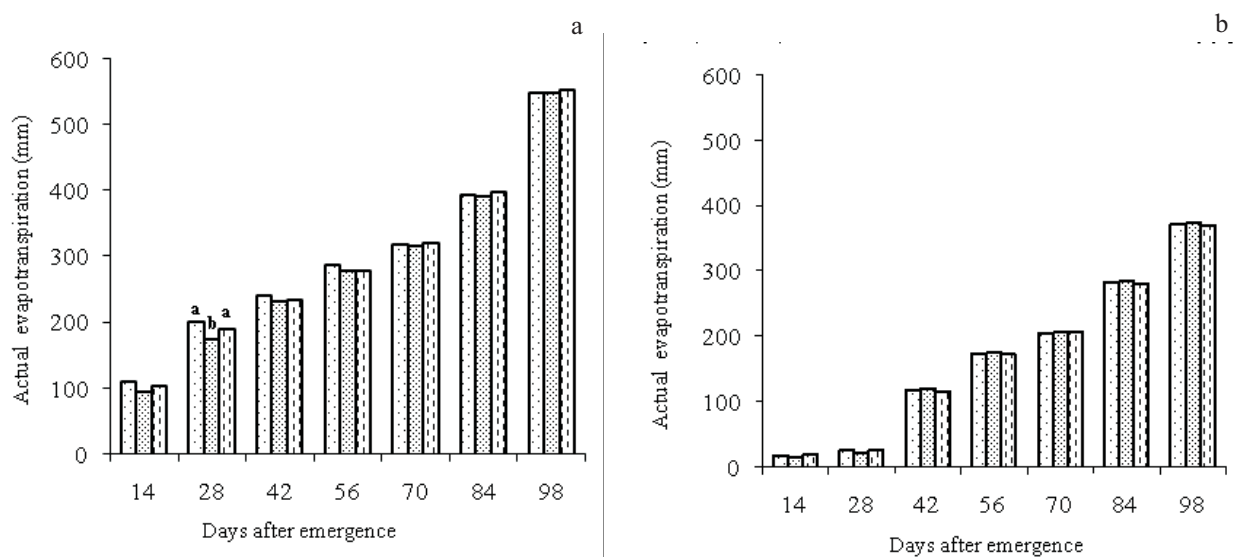 a
600
500
400
300
200
100
0
a b a
14 28 42 56 70 84 98
Actual evapotranspiration (mm)
Days after emergence
b
600
500
400
300
200
100
0
14 28 42 56 70 84 98
Actual evapotranspiration (mm)
Days after emergence